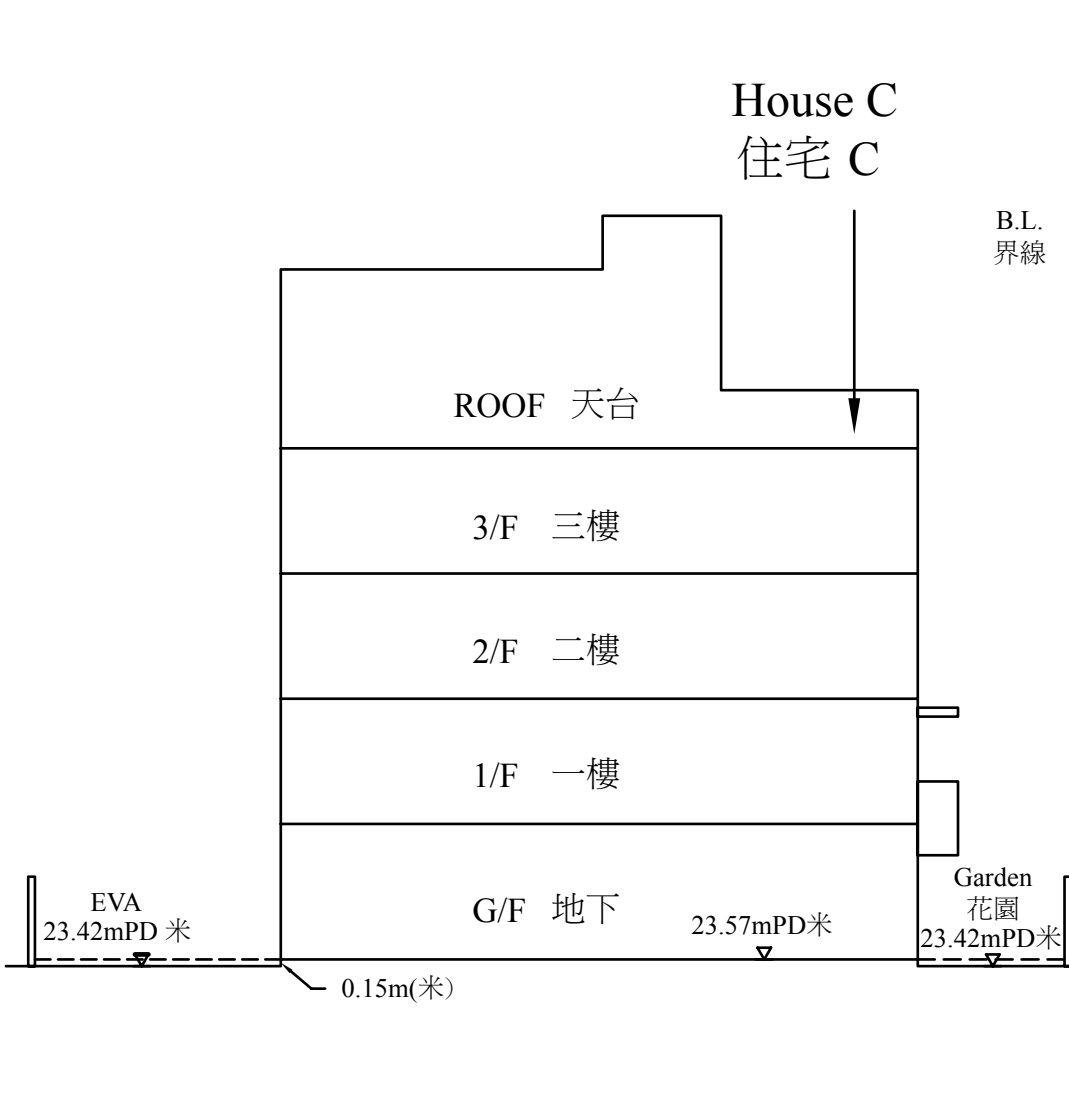 House C
住宅 C
B.L.
界線
ROOF 天台
3/F 三樓
2/F 二樓
1/F 一樓
G/F 地下
EVA
23.42mPD 米
23.57mPD米
Garden
花園
23.42mPD米
0.15m(米）